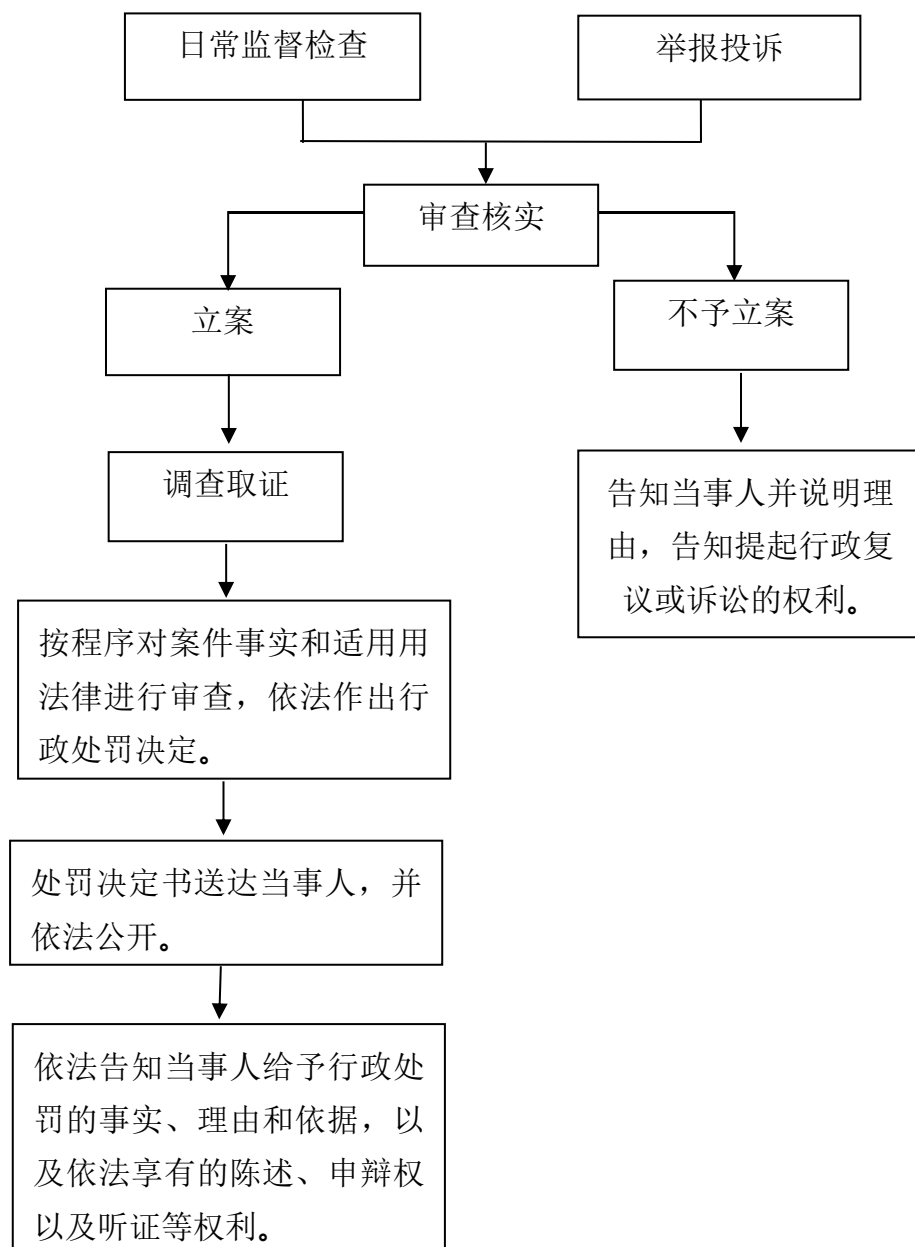 日常监督检查
举报投诉
审查核实
立案
不予立案
调查取证
告知当事人并说明理
由，告知提起行政复
议或诉讼的权利。
按程序对案件事实和适用用
法律进行审查，依法作出行
政处罚决定。
处罚决定书送达当事人，并
依法公开。
依法告知当事人给予行政处
罚的事实、理由和依据，以
及依法享有的陈述、申辩权
以及听证等权利。